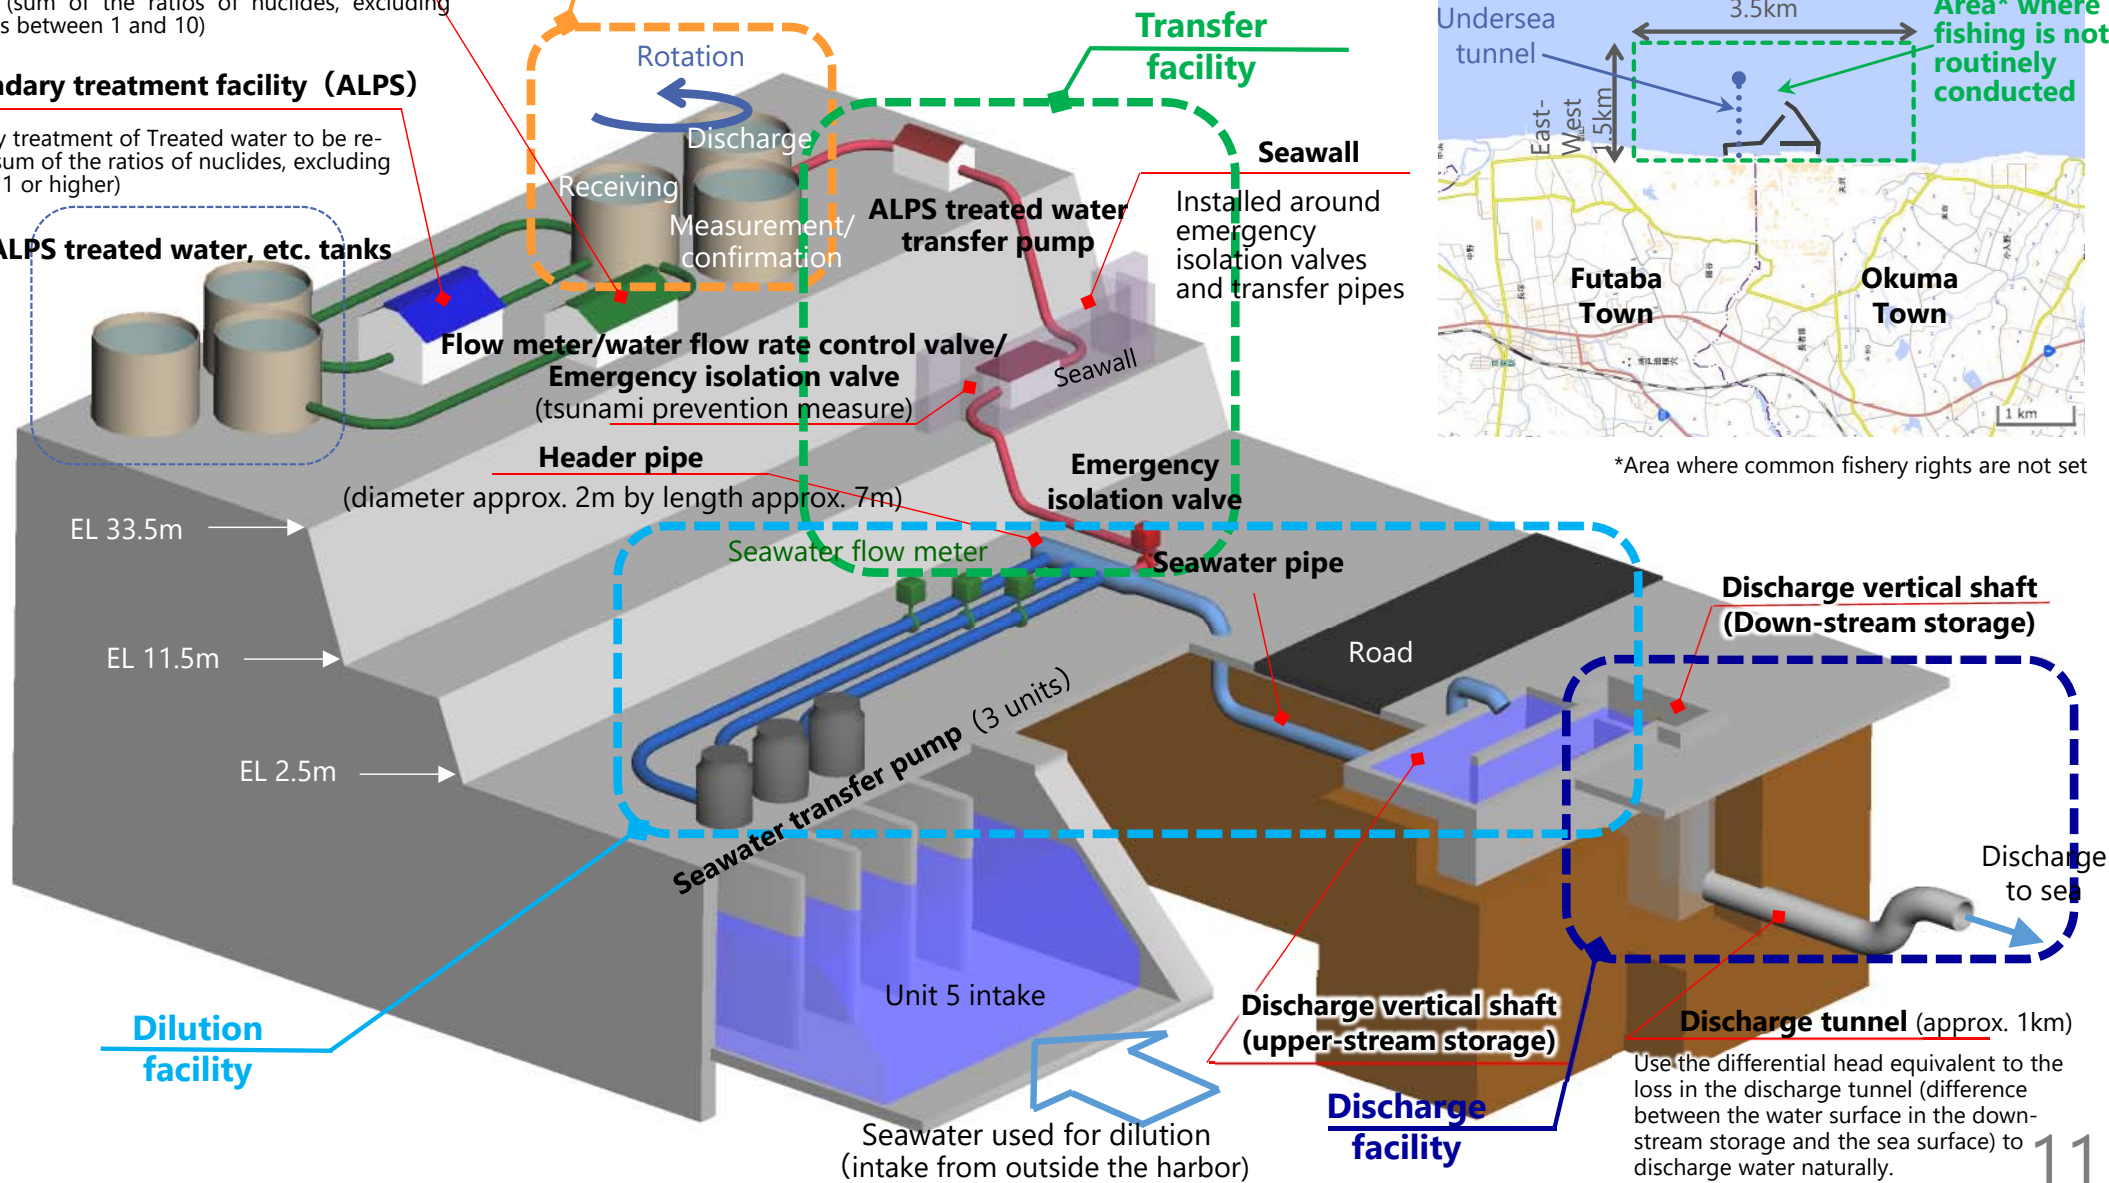 (sum of the ratios of nuclides, excluding
s between 1 and 10)
ndary treatment facility（ALPS）
y treatment of Treated water to be re-
sum of the ratios of nuclides, excluding
1 or higher)
ALPS treated water, etc. tanks
Rotation
Discharge
Receiving
Measurement/
confirmation
Transfer
facility
ALPS treated water
transfer pump
Seawall
Installed around
emergency
isolation valves
and transfer pipes
Seawall
Flow meter/water flow rate control valve/
Emergency isolation valve
(tsunami prevention measure)
Header pipe
(diameter approx. 2m by length approx. 7m)
Emergency
isolation valve
EL 33.5m
EL 11.5m
EL 2.5m
Seawater flow meter
Seawater pipe
Road
Seawater transfer pump（3 units）
Discharge vertical shaft
(Down-stream storage)
Discharge
to sea
Unit 5 intake
Dilution
facility
Seawater used for dilution
（intake from outside the harbor)
Discharge vertical shaft
(upper-stream storage)
Discharge
facility
Discharge tunnel (approx. 1km)
Use the differential head equivalent to the
loss in the discharge tunnel (difference
between the water surface in the down-
stream storage and the sea surface) to
discharge water naturally.
11
Undersea
tunnel
3.5km
East-
West
1.5km
Area* where
fishing is not
routinely
conducted
Futaba
Town
Okuma
Town
1 km
*Area where common fishery rights are not set